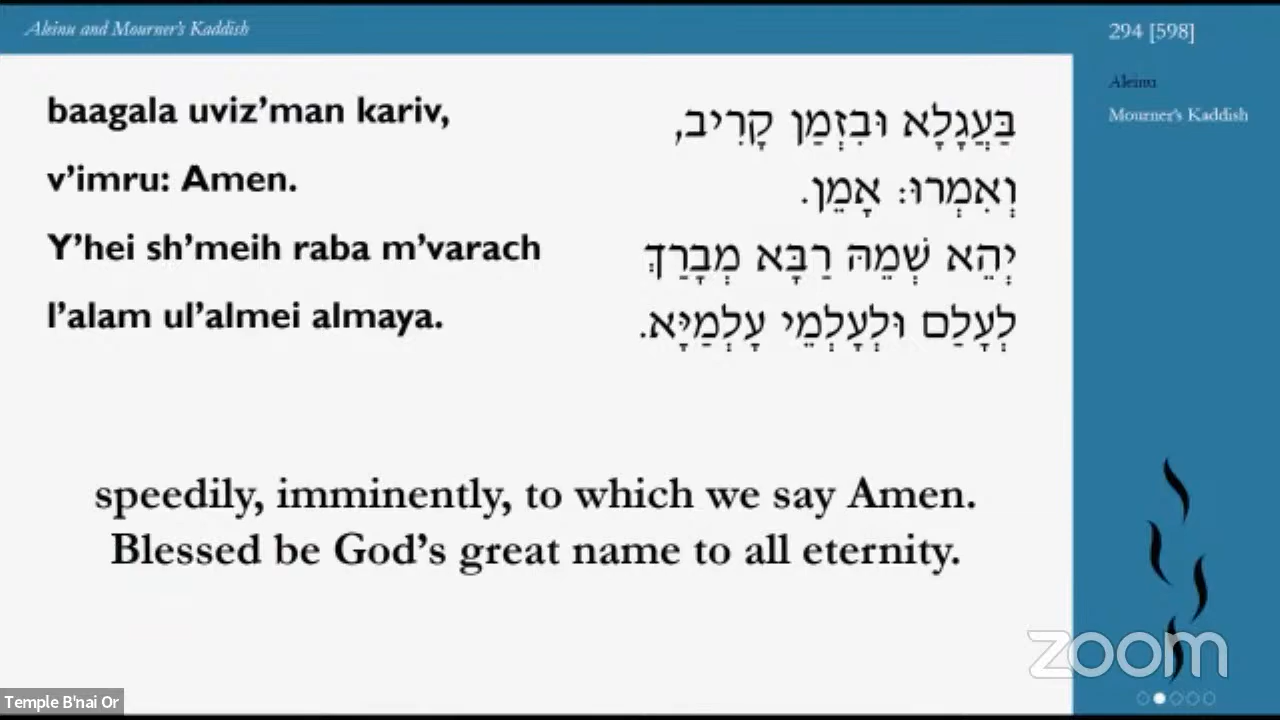 Aleinu and Mourner's Kaddish
294 [598]
Aleinu
Mourner's Kaddish
baagala uviz’man kariv,
v’imru: Amen.
Y’hei sh’meih raba m’varach
l’alam ul’almei almaya.
בַּעֲגָלָא וּבִזְמַן קָרִיב,
וְאִמְרוּ: אָמֵן.
יְהֵא שְׁמֵהּ רַבָּא מְבָרַךְ
לְעָלַם וּלְעָלְמֵי עָלְמַיָּא.
speedily, imminently, to which we say Amen.
Blessed be God’s great name to all eternity.
zoom
Temple B'nai Or